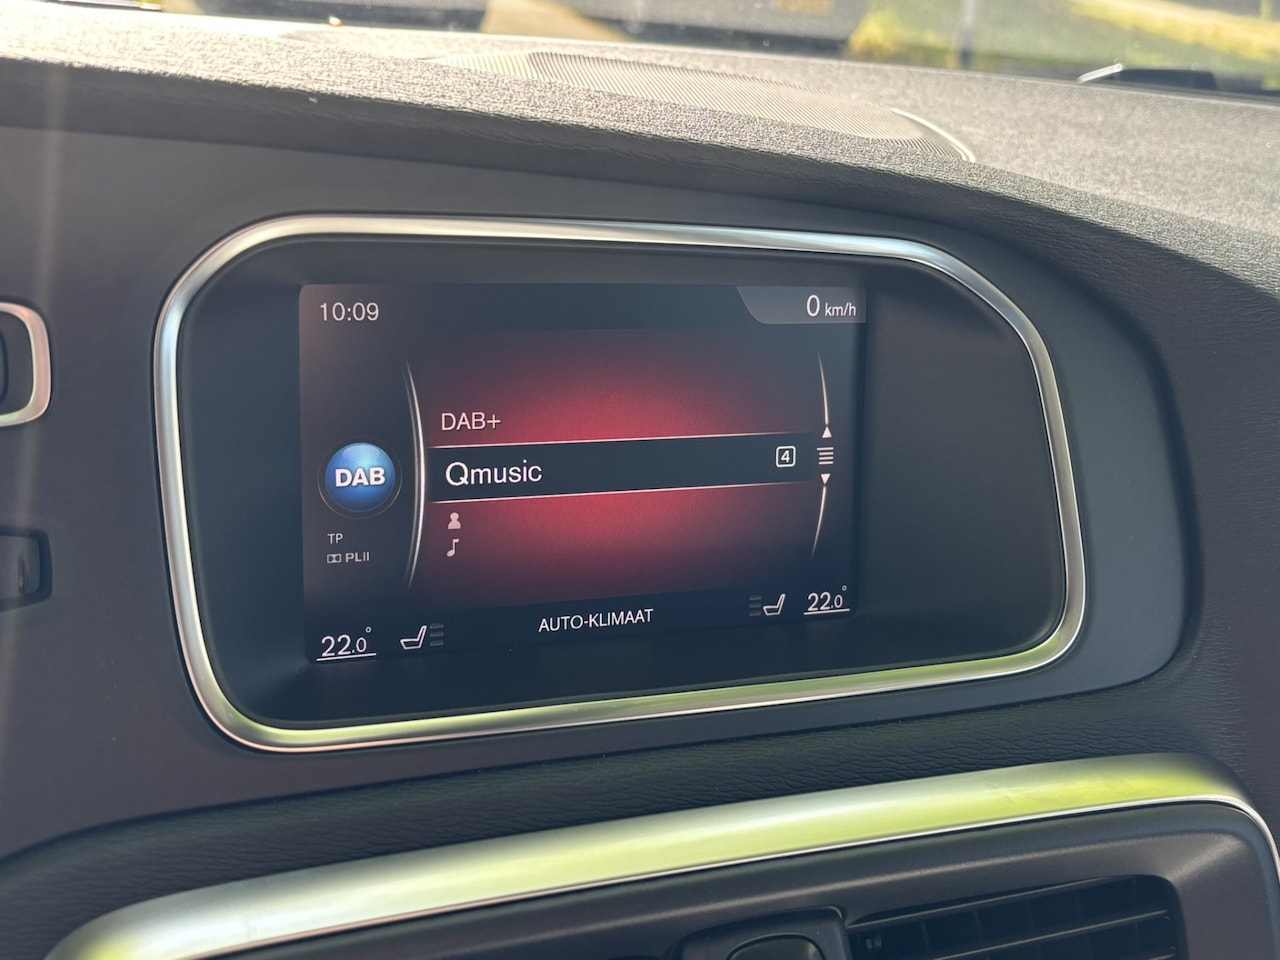 10:09
0 km/h
DAB+
Qmusic
4
DAB
TP
PLII
22.0°
AUTO-KLIMAAT
22.0°